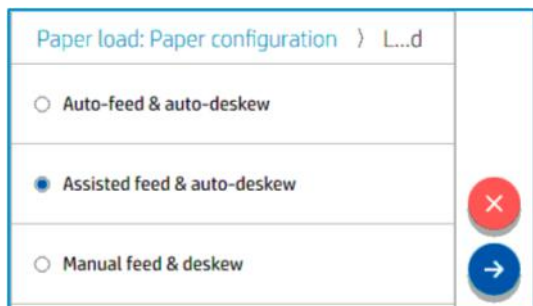 Paper load: Paper configuration 〉 L...d
Auto-feed & auto-deskew
Assisted feed & auto-deskew
Manual feed & deskew